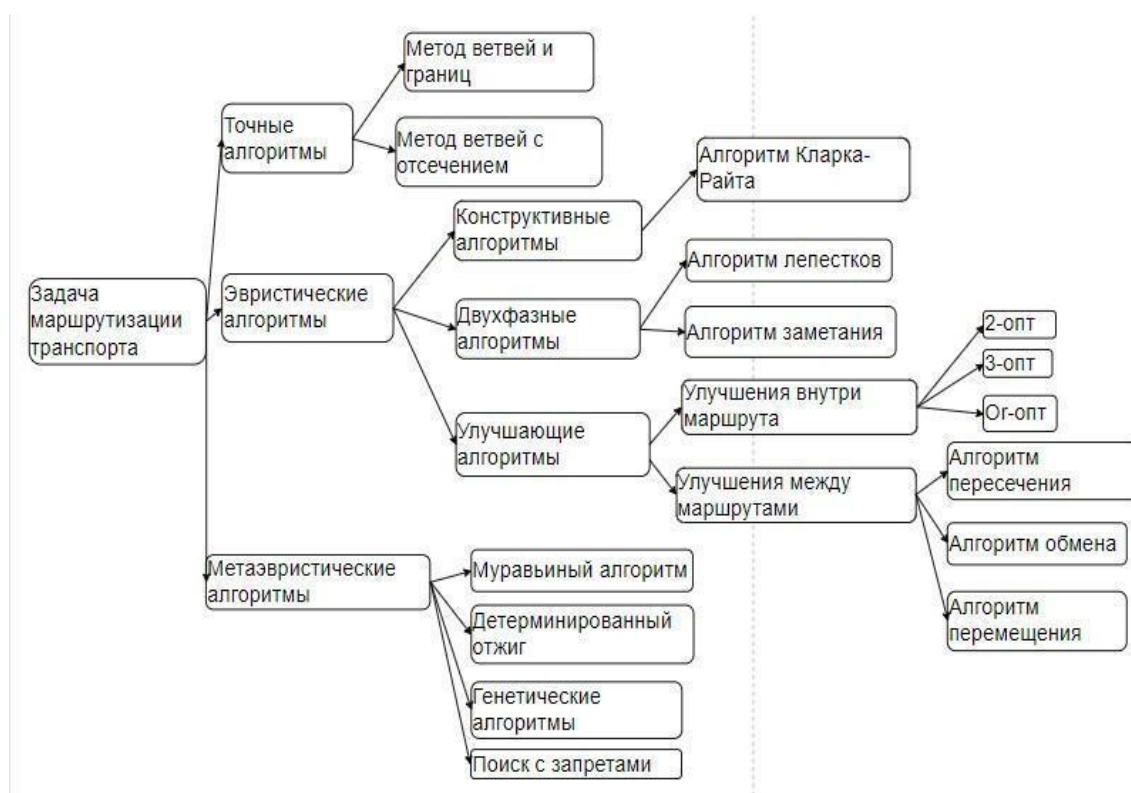 Задача
маршрутизации
транспорта
Точные
алгоритмы
Метод ветвей и
границ
Метод ветвей с
отсечением
Эвристические
алгоритмы
Конструктивные
алгоритмы
Алгоритм Кларка-
Райта
Двухфазные
алгоритмы
Алгоритм лепестков
Алгоритм заметания
Улучшающие
алгоритмы
Улучшения внутри
маршрута
2-опт
3-опт
Or-опт
Улучшения между
маршрутами
Алгоритм
пересечения
Алгоритм обмена
Алгоритм
перемещения
Метаэвристические
алгоритмы
Муравьиный алгоритм
Детерминированный
отжиг
Генетические
алгоритмы
Поиск с запретами